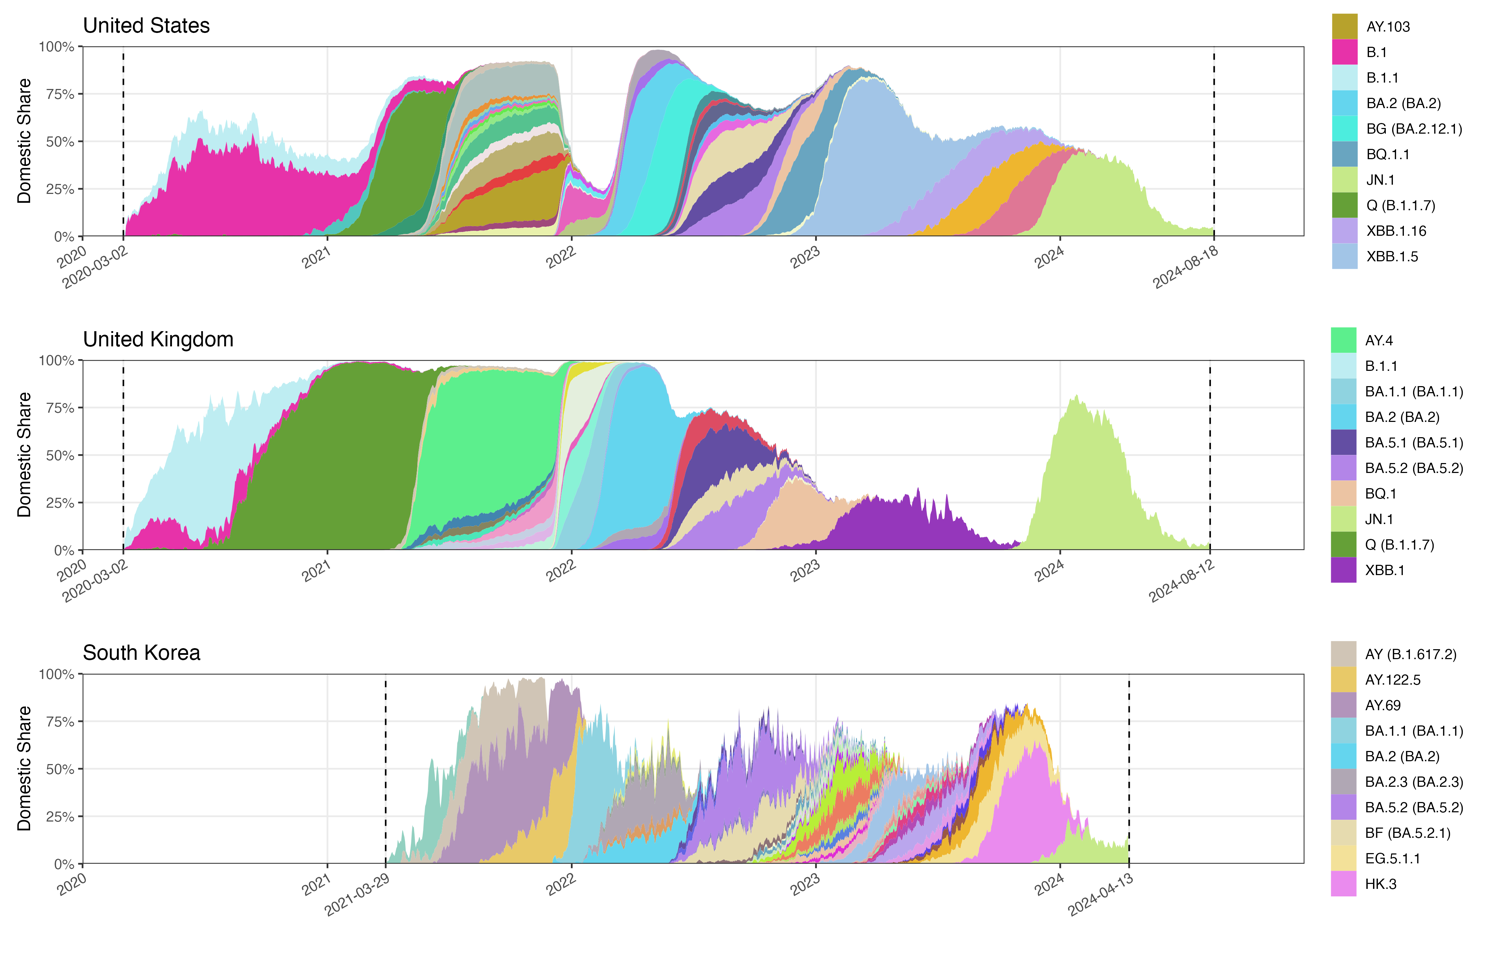 United States
Domestic Share
100%
75%
50%
25%
0%
2020
2020-03-02
2021
2022
2023
2024
2024-08-18
AY.103
B.1
B.1.1
BA.2 (BA.2)
BG (BA.2.12.1)
BQ.1.1
JN.1
Q (B.1.1.7)
XBB.1.16
XBB.1.5
United Kingdom
Domestic Share
100%
75%
50%
25%
0%
2020
2020-03-02
2021
2022
2023
2024
2024-08-12
AY.4
B.1.1
BA.1.1 (BA.1.1)
BA.2 (BA.2)
BA.5.1 (BA.5.1)
BA.5.2 (BA.5.2)
BQ.1
JN.1
Q (B.1.1.7)
XBB.1
South Korea
Domestic Share
100%
75%
50%
25%
0%
2020
2021
2021-03-29
2022
2023
2024
2024-04-13
AY (B.1.617.2)
AY.122.5
AY.69
BA.1.1 (BA.1.1)
BA.2 (BA.2)
BA.2.3 (BA.2.3)
BA.5.2 (BA.5.2)
BF (BA.5.2.1)
EG.5.1.1
HK.3